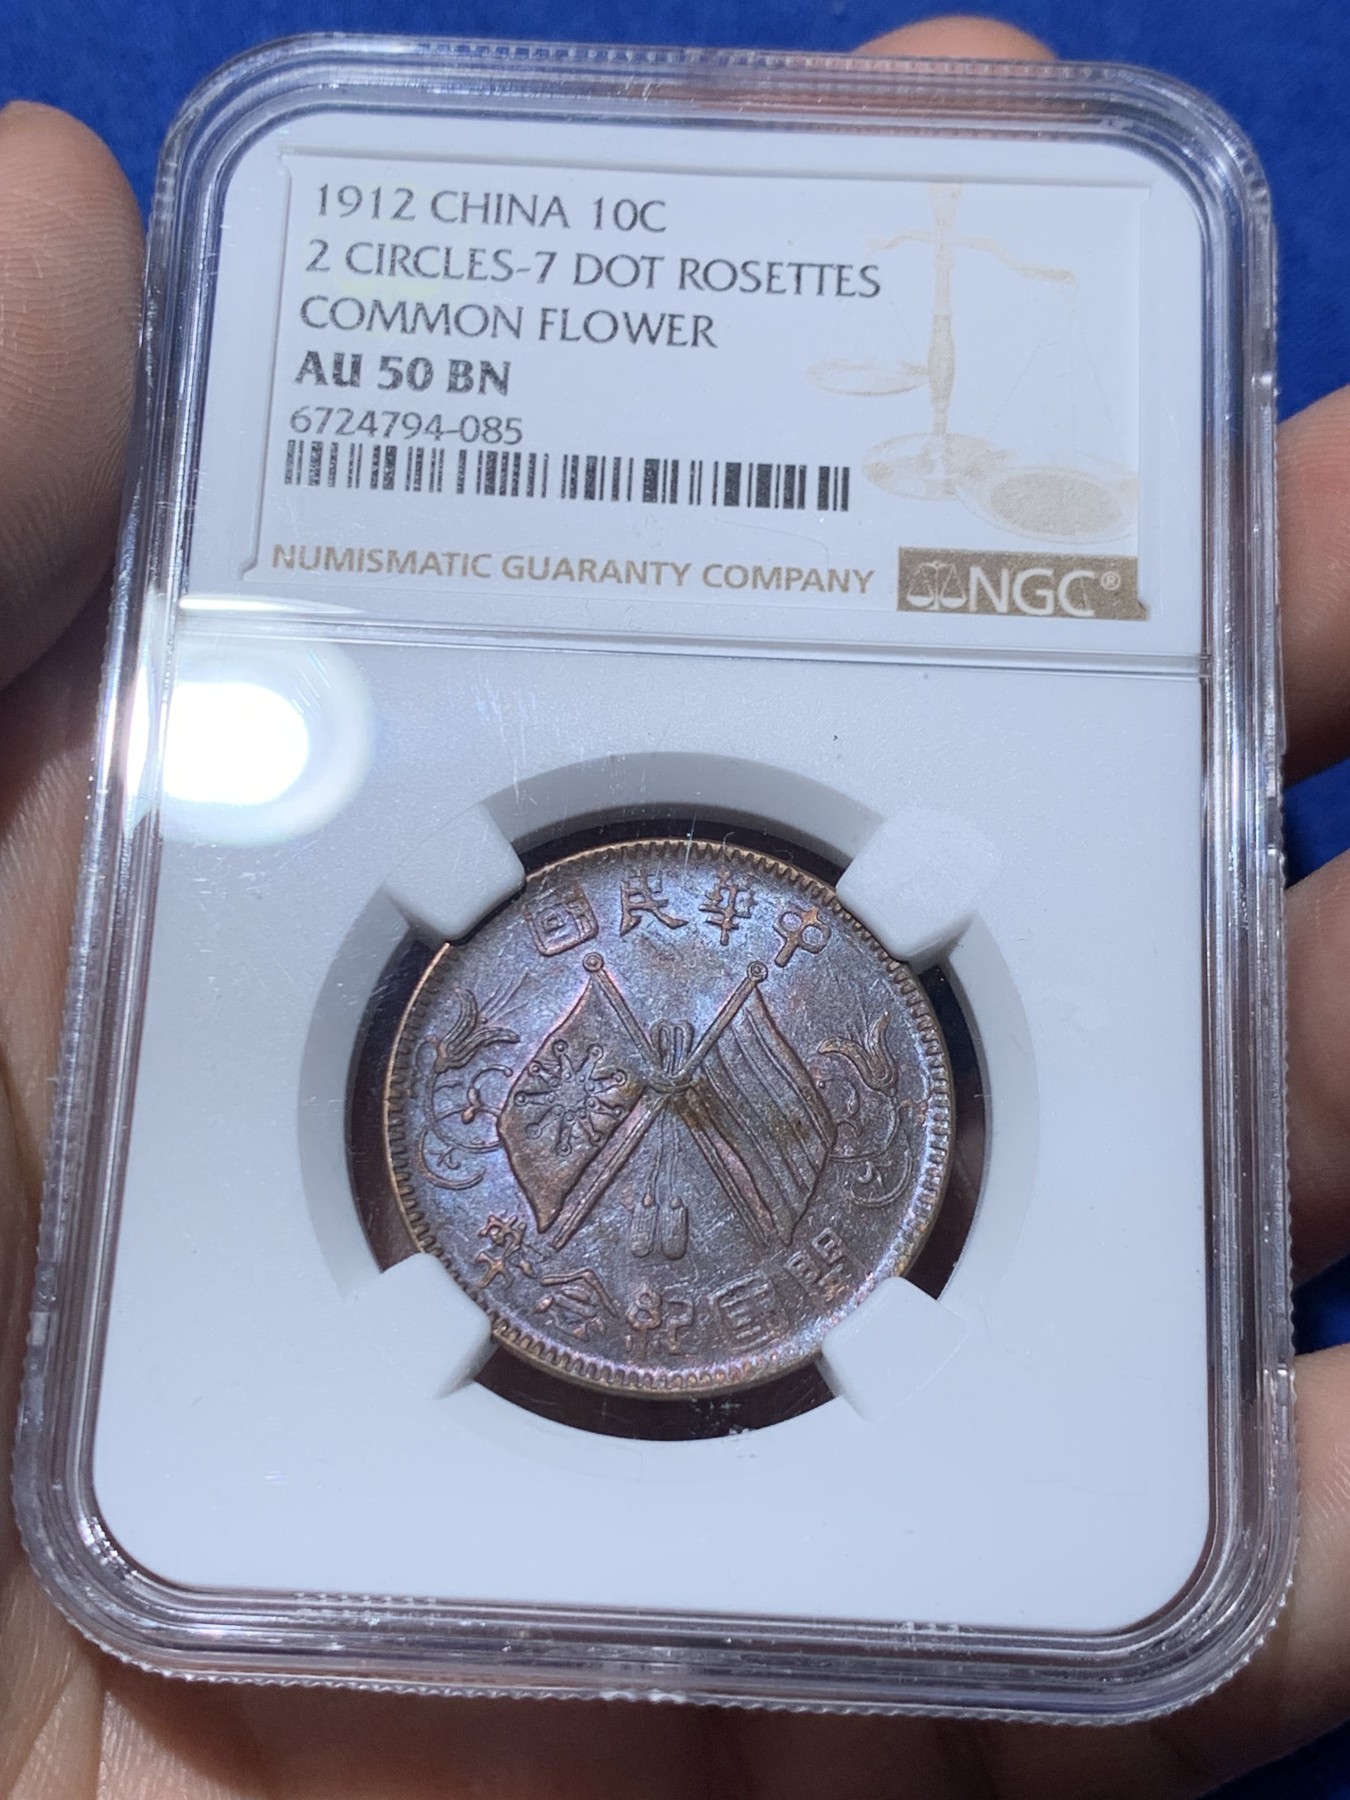 1912 CHINA 10C
2 CIRCLES-7 DOT ROSETTES
COMMON FLOWER
AU 50 BN
6724794-085
NUMISMATIC GUARANTY COMPANY
NGC®
中華民國
開國紀念幣